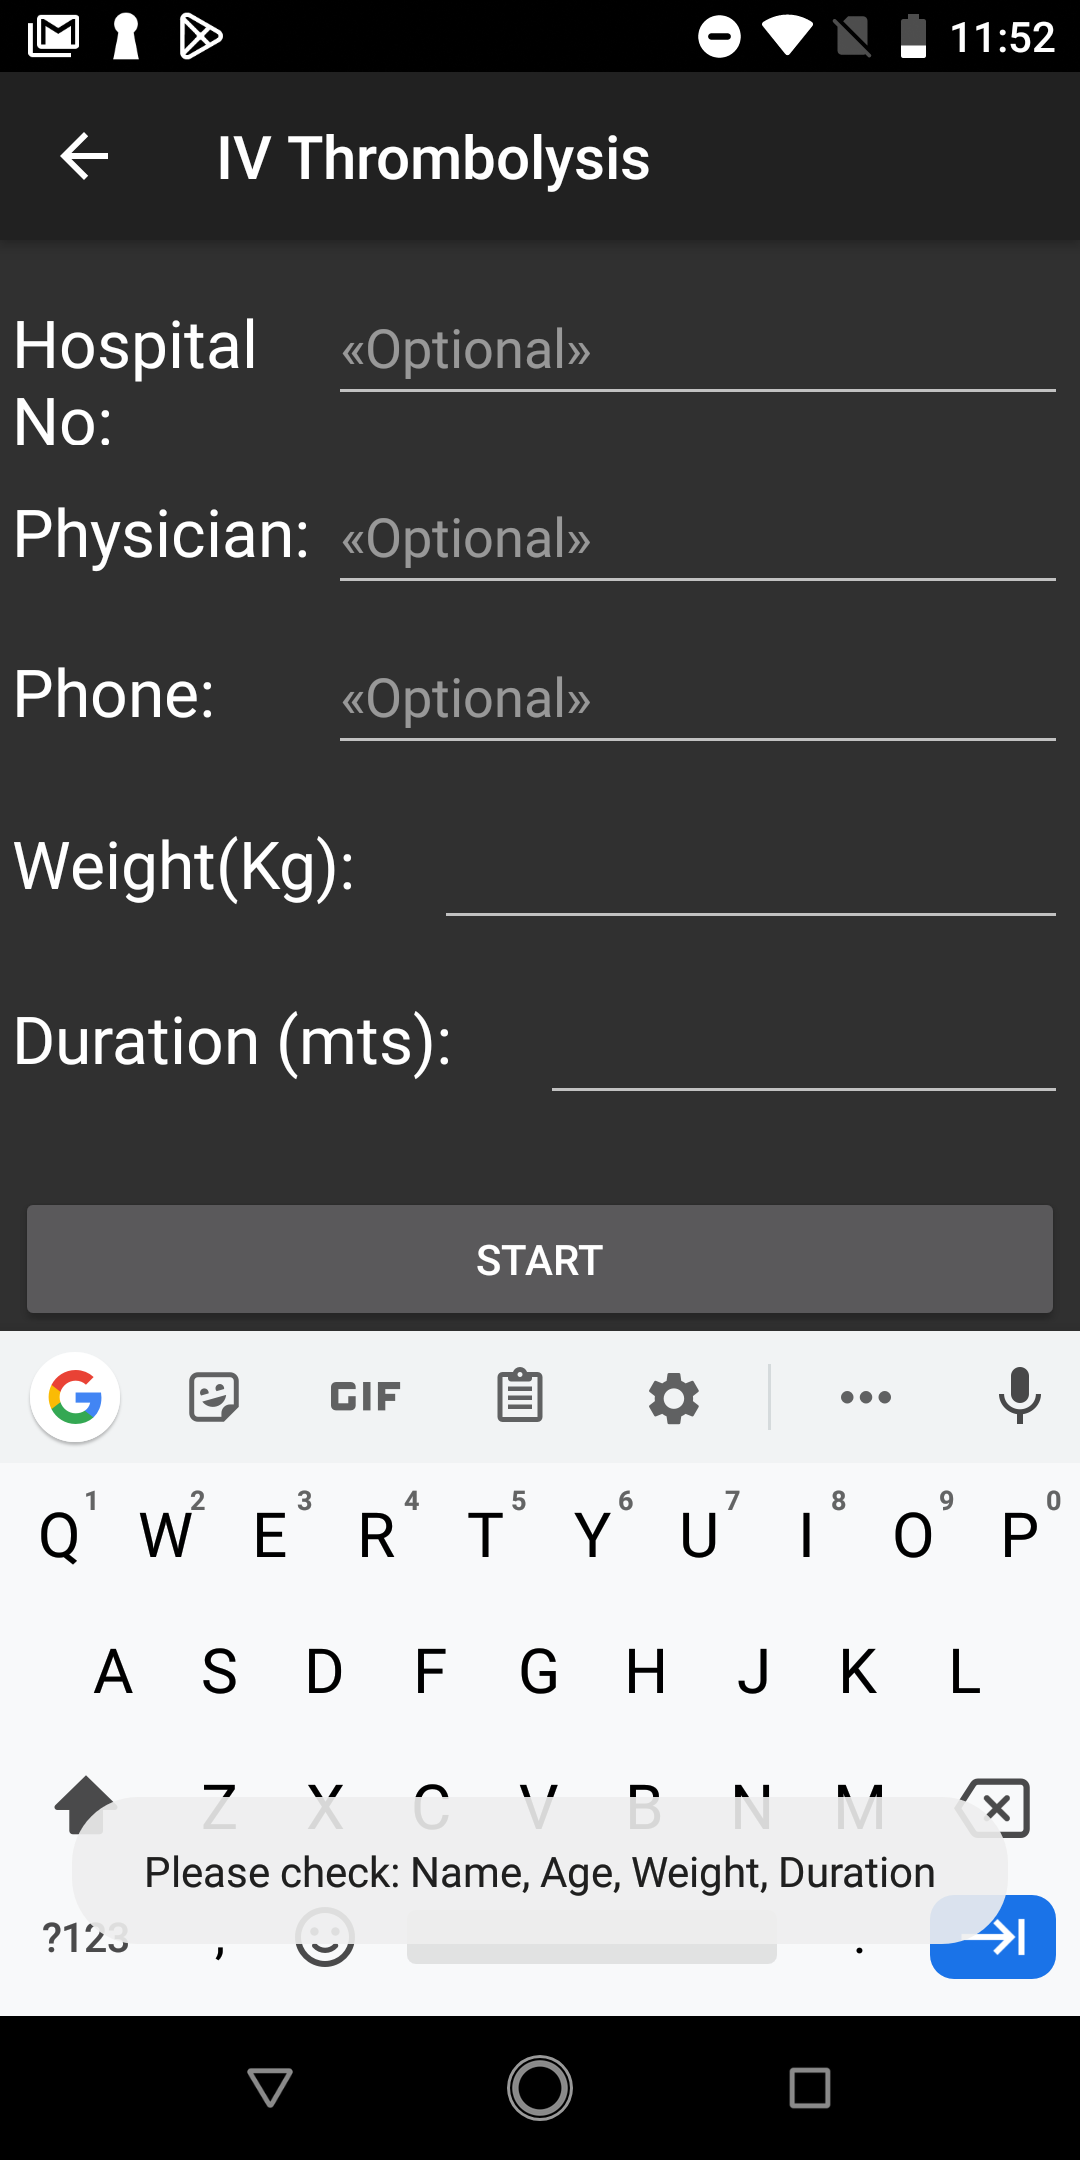 11:52
IV Thrombolysis
Hospital
No:
«Optional»
Physician: «Optional»
Phone: «Optional»
Weight(Kg):
Duration (mts):
START
G GIF
1 2 3 4 5 6 7 8 9 0
Q W E R T Y U I O P
A S D F G H J K L
Z X C V B N M
Please check: Name, Age, Weight, Duration
?123 , .